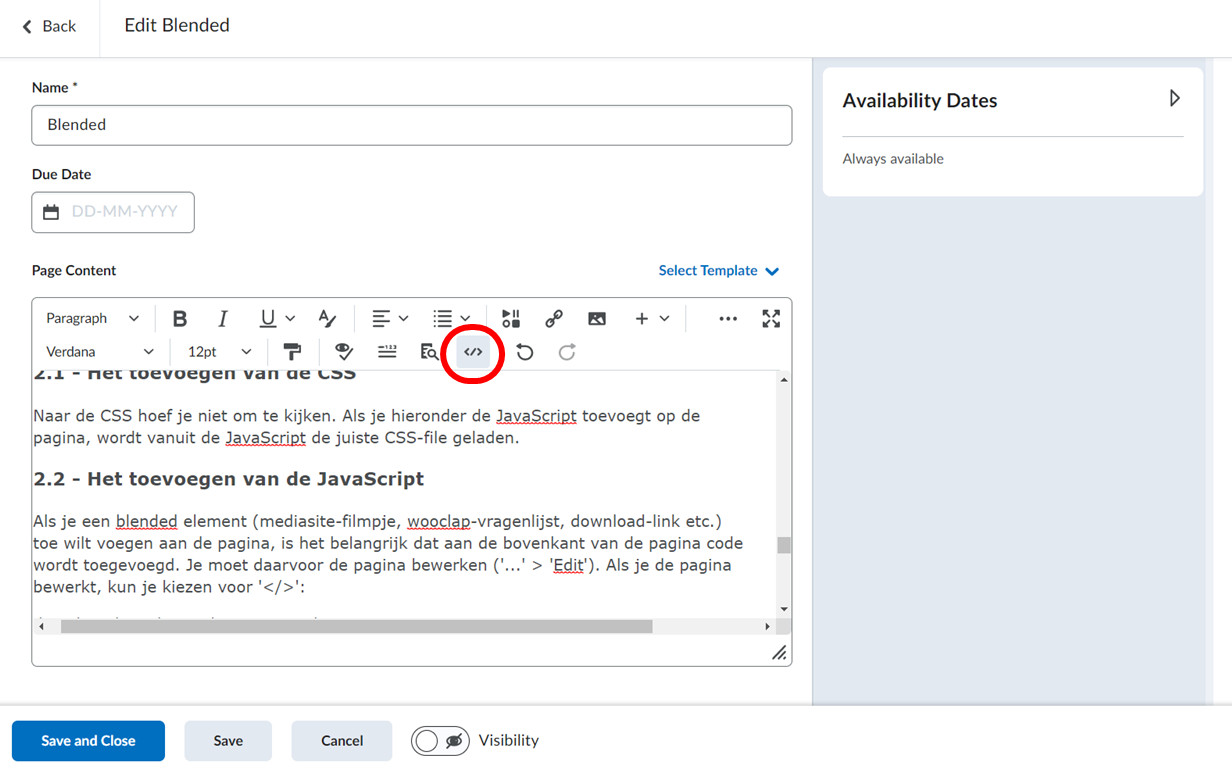 Back
Edit Blended
Name *
Blended
Due Date
DD-MM-YYYY
Page Content
Select Template
Paragraph
B I U A
Verdana
12pt
</>
2.1 - Het toevoegen van de CSS
Naar de CSS hoef je niet om te kijken. Als je hieronder de JavaScript toevoegt op de
pagina, wordt vanuit de JavaScript de juiste CSS-file geladen.
2.2 - Het toevoegen van de JavaScript
Als je een blended element (mediasite-filmpje, wooclap-vragenlijst, download-link etc.)
toe wilt voegen aan de pagina, is het belangrijk dat aan de bovenkant van de pagina code
wordt toegevoegd. Je moet daarvoor de pagina bewerken ('...' > 'Edit'). Als je de pagina
bewerkt, kun je kiezen voor '</>':
Availability Dates
Always available
Save and Close
Save
Cancel
Visibility